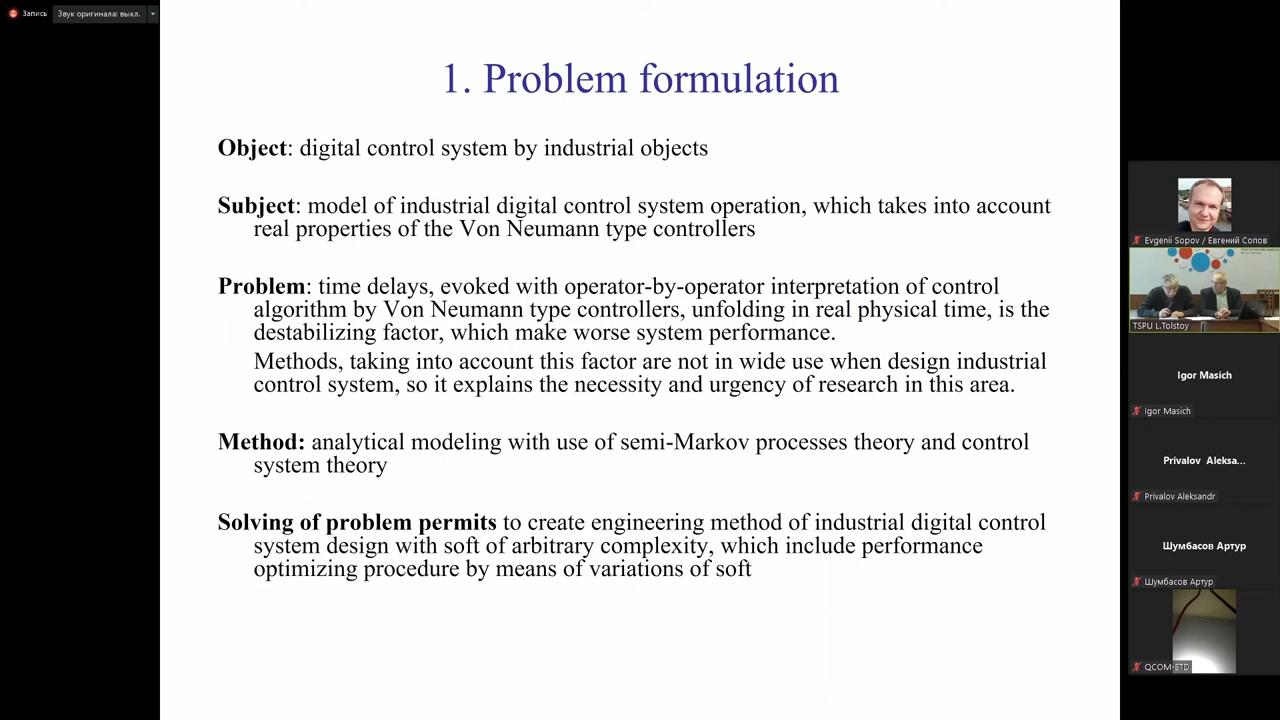 Запись
Звук оригинала: выкл.
1. Problem formulation
Object: digital control system by industrial objects
Subject: model of industrial digital control system operation, which takes into account
real properties of the Von Neumann type controllers
Problem: time delays, evoked with operator-by-operator interpretation of control
algorithm by Von Neumann type controllers, unfolding in real physical time, is the
destabilizing factor, which make worse system performance.
Methods, taking into account this factor are not in wide use when design industrial
control system, so it explains the necessity and urgency of research in this area.
Method: analytical modeling with use of semi-Markov processes theory and control
system theory
Solving of problem permits to create engineering method of industrial digital control
system design with soft of arbitrary complexity, which include performance
optimizing procedure by means of variations of soft
Evgenii Sopov / Евгений Сопов
TSPU L.Tolstoy
Igor Masich
Igor Masich
Privalov Aleksa...
Privalov Aleksandr
Шумбасов Артур
Шумбасов Артур
QCOM-BTD